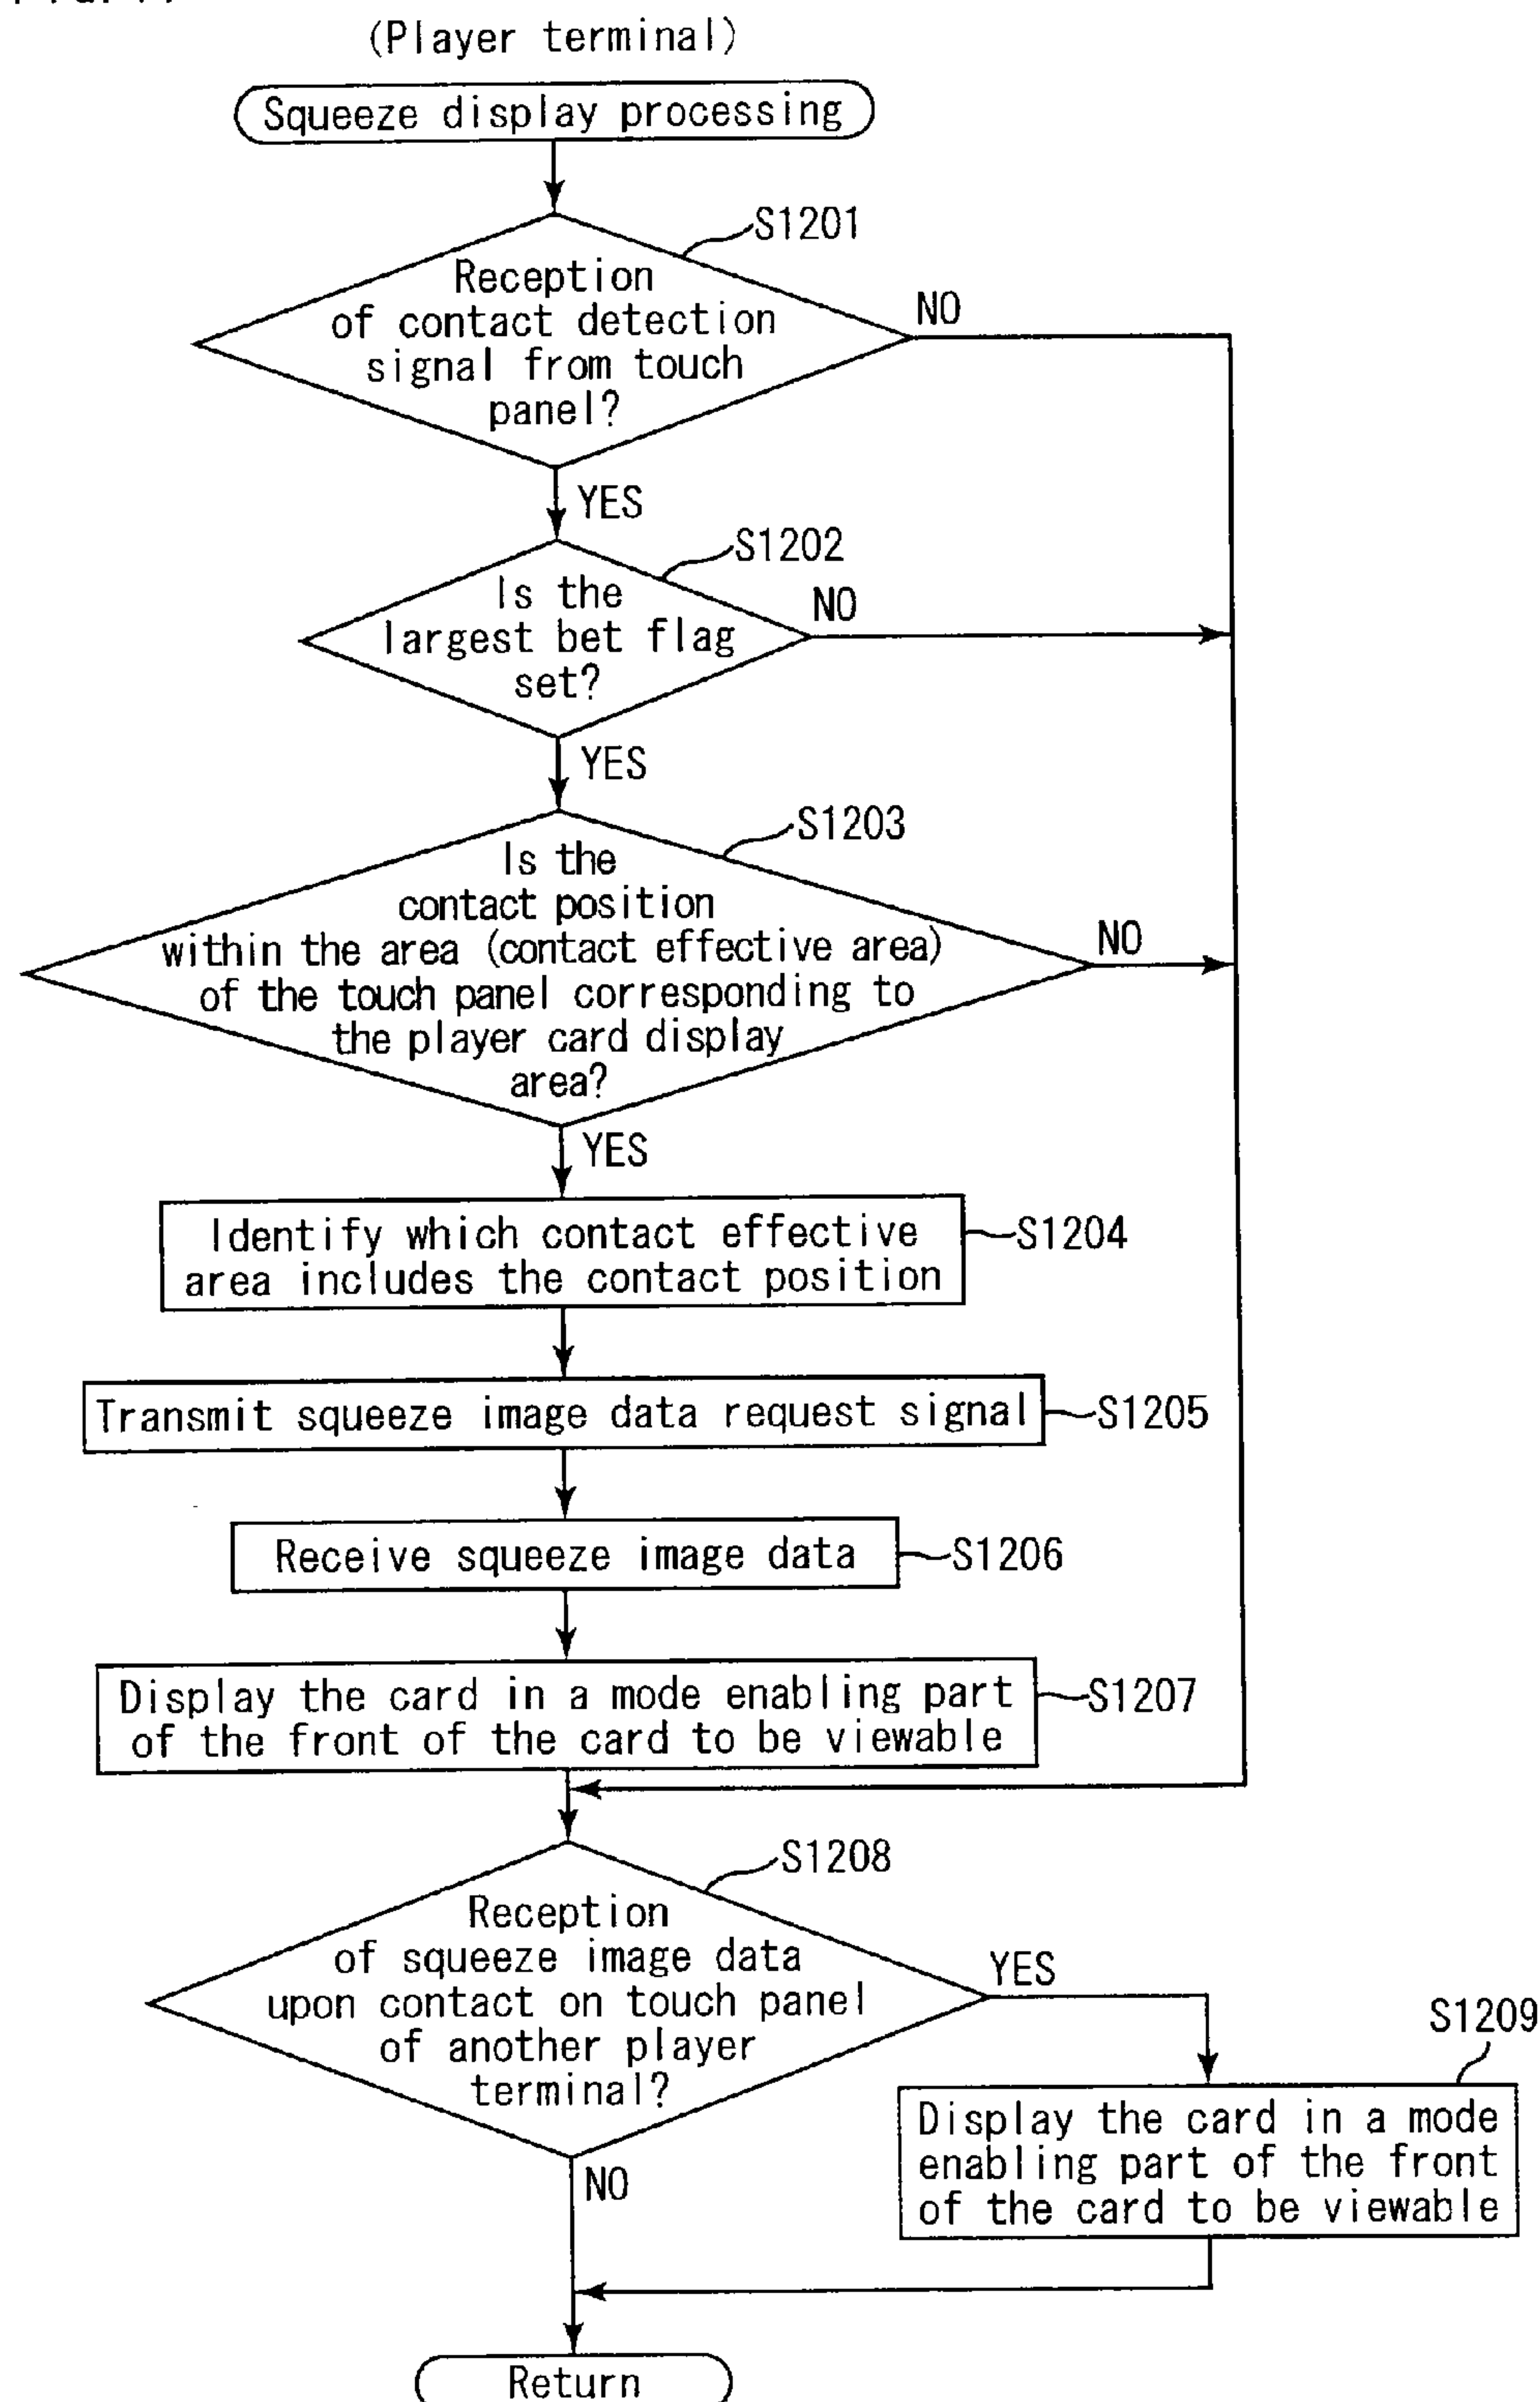 (Player terminal)
Squeeze display processing
S1201
Reception
of contact detection
signal from touch
panel?
NO
YES
S1202
Is the
largest bet flag
set?
NO
YES
S1203
Is the
contact position
within the area (contact effective area)
of the touch panel corresponding to
the player card display
area?
NO
YES
Identify which contact effective
area includes the contact position
S1204
Transmit squeeze image data request signal
S1205
Receive squeeze image data
S1206
Display the card in a mode enabling part
of the front of the card to be viewable
S1207
S1208
Reception
of squeeze image data
upon contact on touch panel
of another player
terminal?
YES
NO
S1209
Display the card in a mode
enabling part of the front
of the card to be viewable
Return